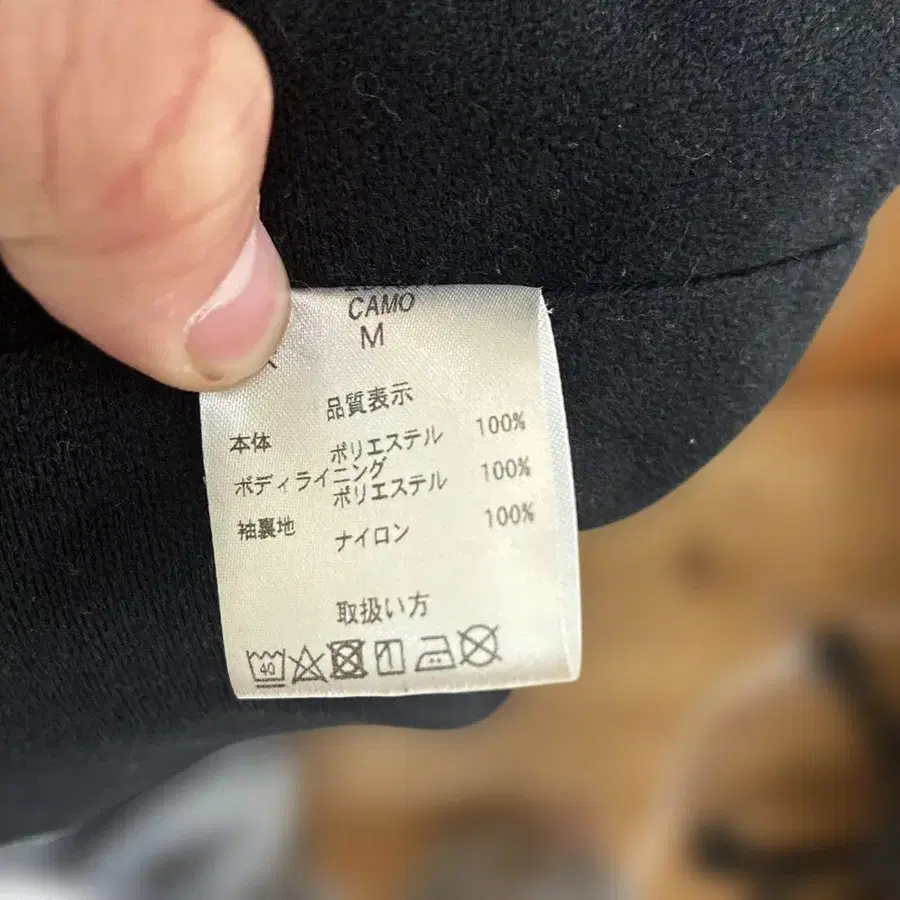 CAMO
M
品質表示
本体 ポリエステル 100%
ボディライニング
ポリエステル 100%
袖裏地 ナイロン 100%
取扱い方
40